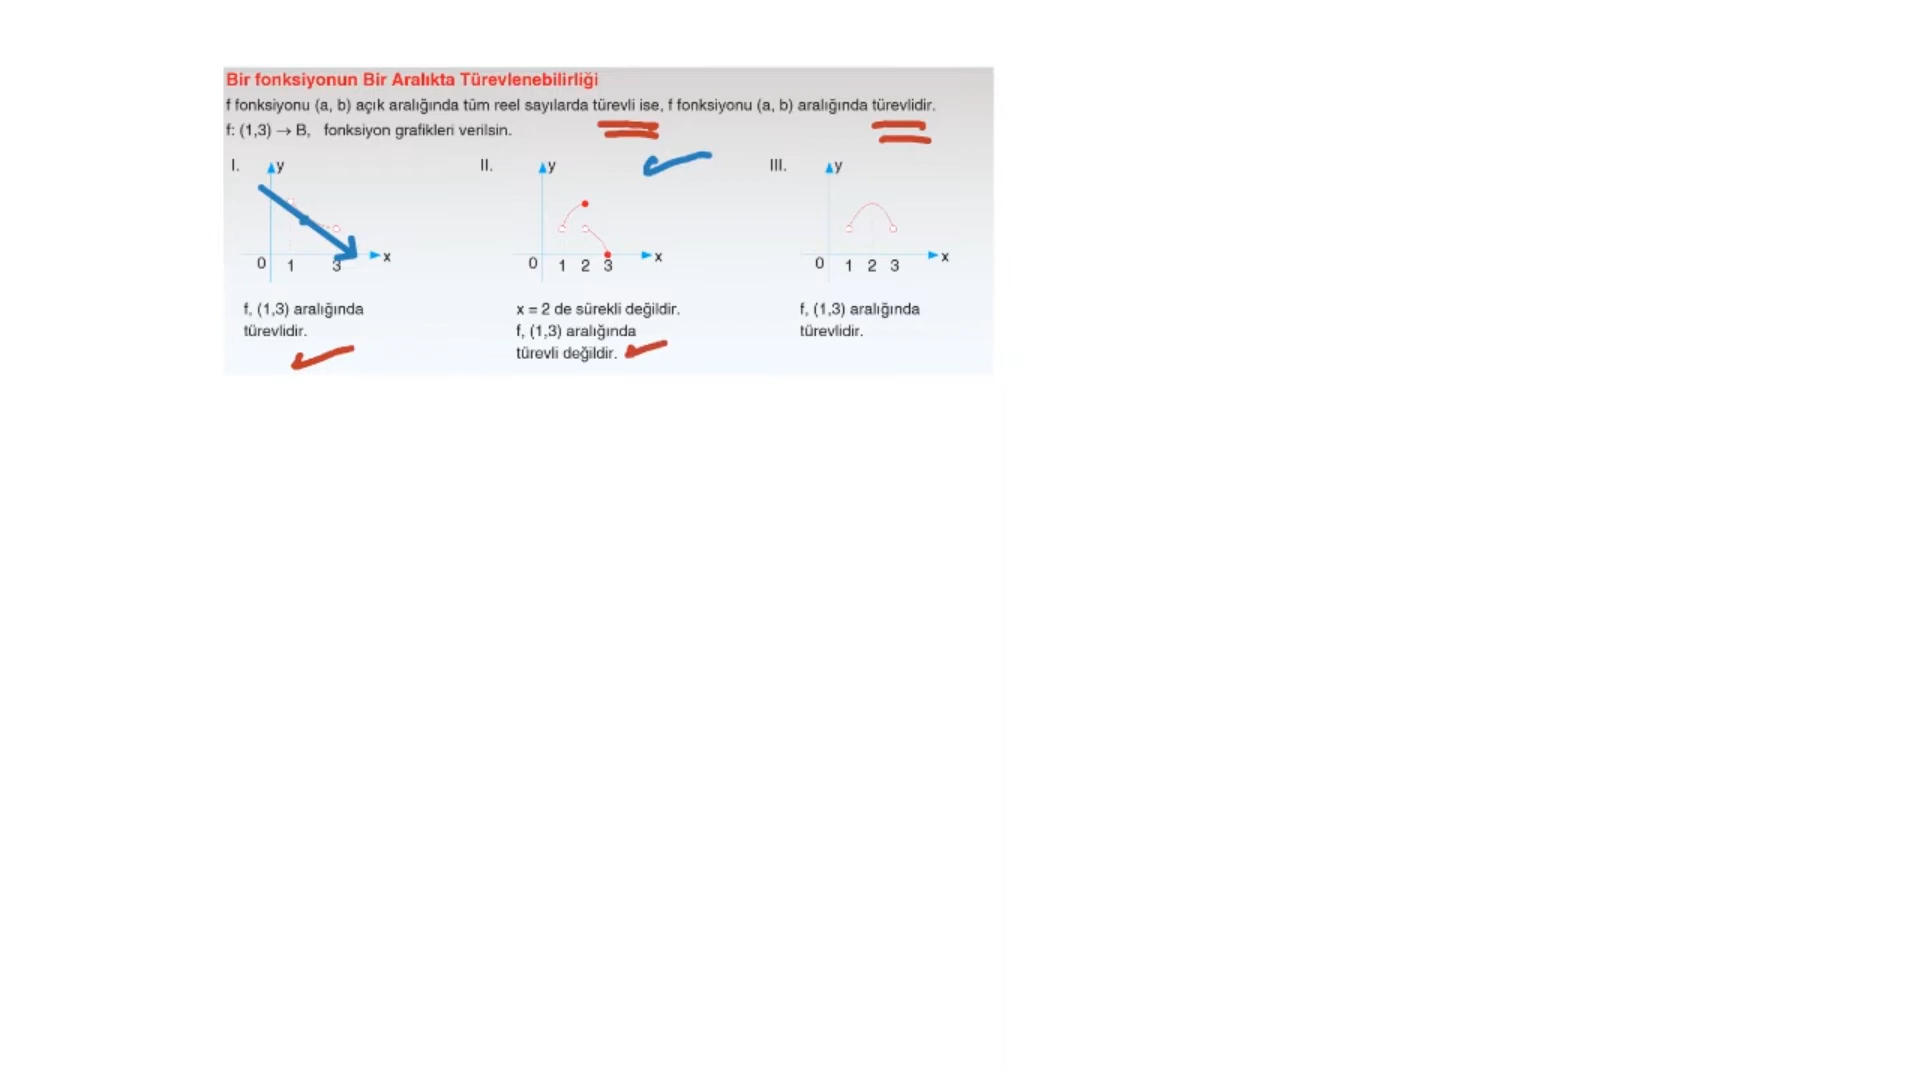 Bir fonksiyonun Bir Aralıkta Türevlenebilirliği
f fonksiyonu (a, b) açık aralığında tüm reel sayılarda türevli ise, f fonksiyonu (a, b) aralığında türevlidir.
f: (1,3) → B, fonksiyon grafikleri verilsin.
I.
y
0
1
3
x
f, (1,3) aralığında
türevlidir.
II.
y
0
1 2 3
x
x = 2 de sürekli değildir.
f, (1,3) aralığında
türevli değildir.
III.
y
0
1 2 3
x
f, (1,3) aralığında
türevlidir.